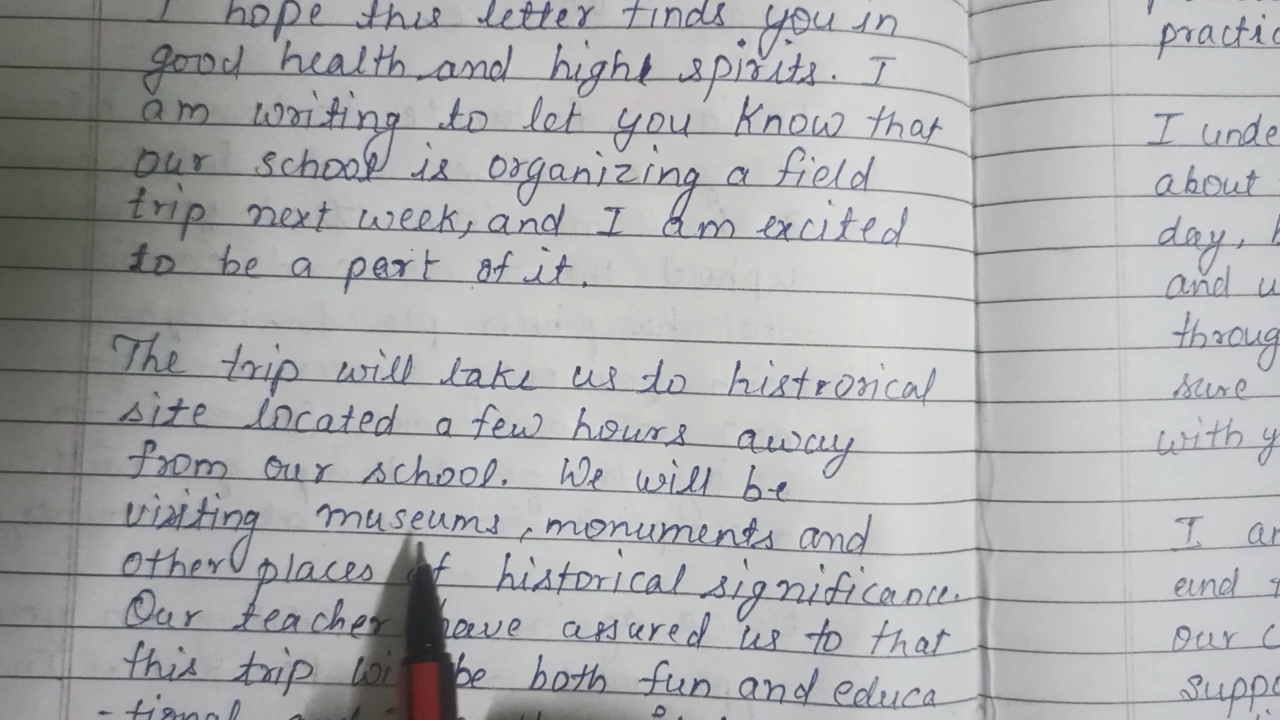 I hope this letter finds you in
good health and high spirits. I
am writing to let you know that
our school is organizing a field
trip next week, and I am excited
to be a part of it.
The trip will take us to histrorical
site located a few hours away
from our school. We will be
visiting museums, monuments and
other places of historical significance.
Our teacher have assured us to that
this trip be both fun and educa
- tional and
practic
I unde
about
day,
and u
throug
sure
with y
I ar
and
our c
suppo